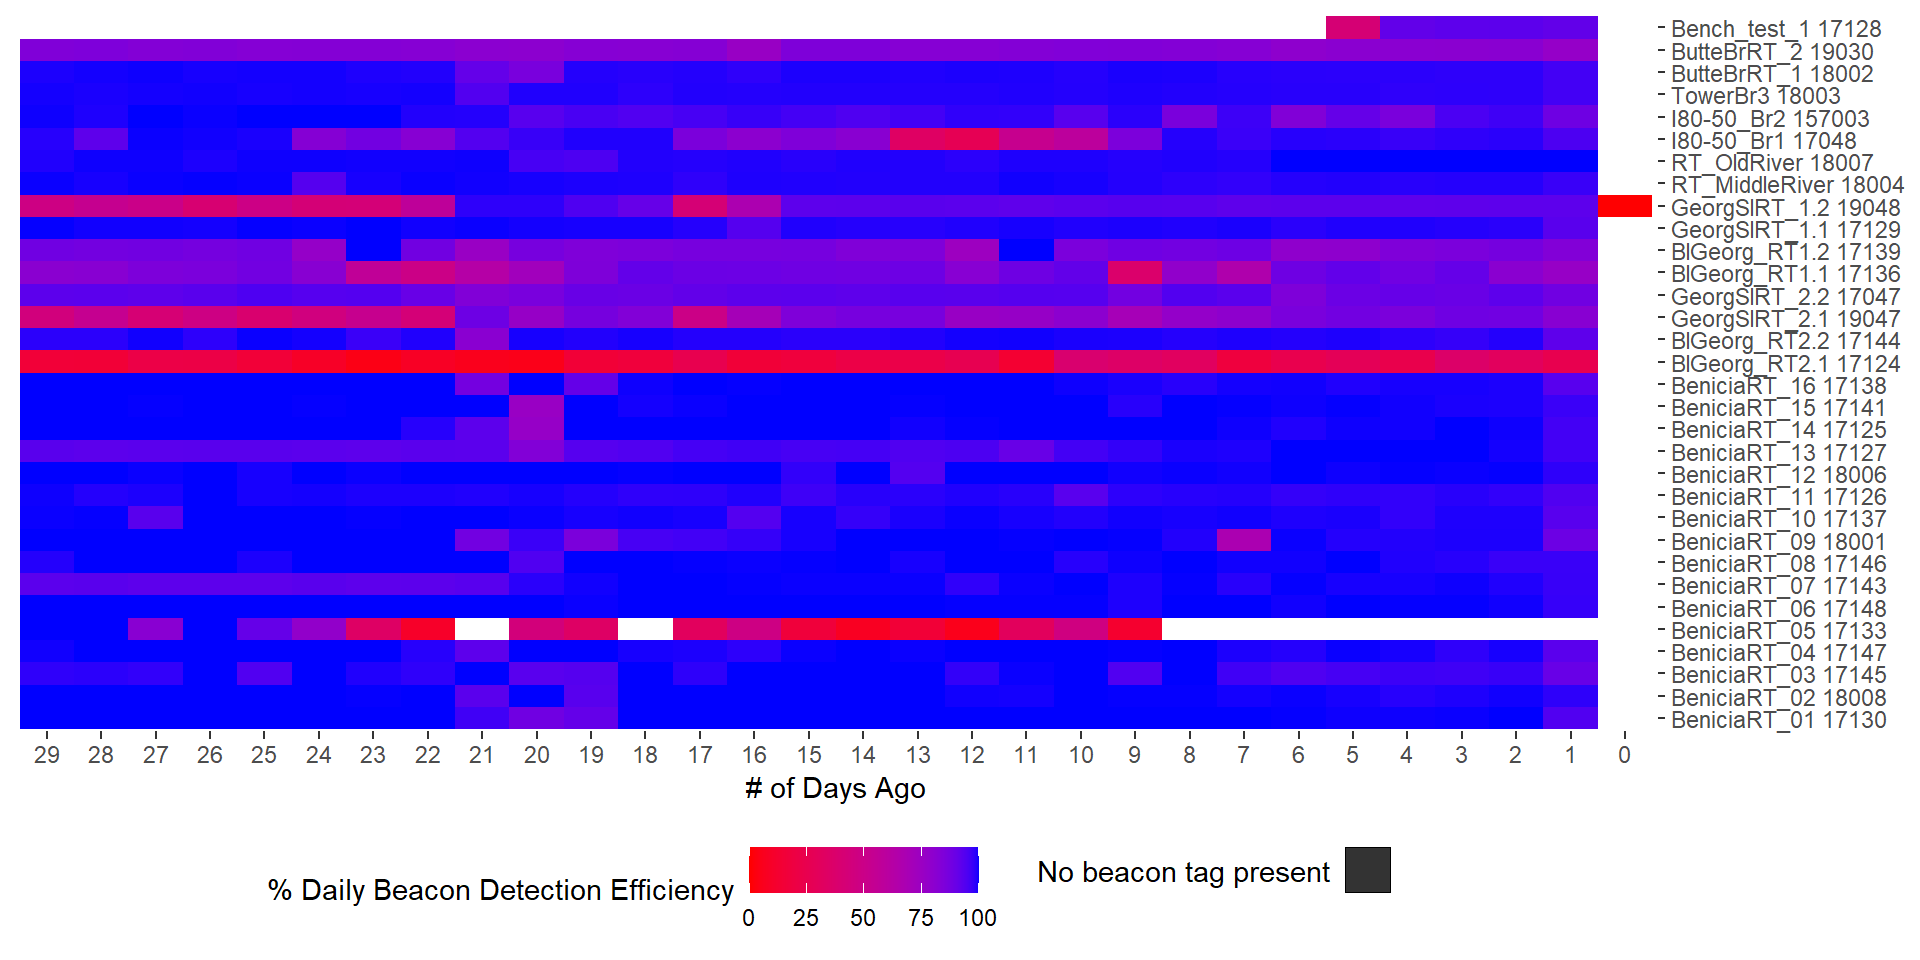 Bench_test_1 17128
ButteBrRT_2 19030
ButteBrRT_1 18002
TowerBr3 18003
I80-50_Br2 157003
I80-50_Br1 17048
RT_OldRiver 18007
RT_MiddleRiver 18004
GeorgSlRT_1.2 19048
GeorgSlRT_1.1 17129
BlGeorg_RT1.2 17139
BlGeorg_RT1.1 17136
GeorgSlRT_2.2 17047
GeorgSlRT_2.1 19047
BlGeorg_RT2.2 17144
BlGeorg_RT2.1 17124
BeniciaRT_16 17138
BeniciaRT_15 17141
BeniciaRT_14 17125
BeniciaRT_13 17127
BeniciaRT_12 18006
BeniciaRT_11 17126
BeniciaRT_10 17137
BeniciaRT_09 18001
BeniciaRT_08 17146
BeniciaRT_07 17143
BeniciaRT_06 17148
BeniciaRT_05 17133
BeniciaRT_04 17147
BeniciaRT_03 17145
BeniciaRT_02 18008
BeniciaRT_01 17130
29 28 27 26 25 24 23 22 21 20 19 18 17 16 15 14 13 12 11 10 9 8 7 6 5 4 3 2 1 0
# of Days Ago
% Daily Beacon Detection Efficiency
0 25 50 75 100
No beacon tag present